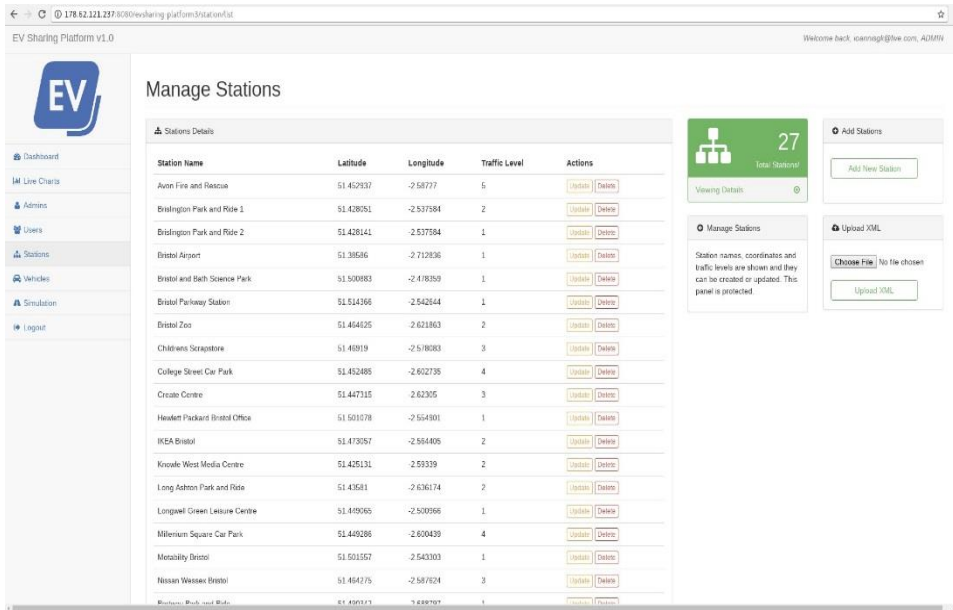 178.62.121.237:8080/evsharing-platform3/station/list
EV Sharing Platform v1.0
Welcome back, ioannisgk@live.com, ADMIN
EV
Dashboard
Live Charts
Admins
Users
Stations
Vehicles
Simulation
Logout
Manage Stations
Stations Details
Station Name Latitude Longitude Traffic Level Actions
Avon Fire and Rescue 51.452937 -2.58727 5 Update Delete
Brislington Park and Ride 1 51.428051 -2.537584 2 Update Delete
Brislington Park and Ride 2 51.428141 -2.537584 1 Update Delete
Bristol Airport 51.38586 -2.712836 1 Update Delete
Bristol and Bath Science Park 51.500883 -2.478359 1 Update Delete
Bristol Parkway Station 51.514366 -2.542644 1 Update Delete
Bristol Zoo 51.464625 -2.621863 2 Update Delete
Childrens Scrapstore 51.46919 -2.578083 3 Update Delete
College Street Car Park 51.452485 -2.602735 4 Update Delete
Create Centre 51.447315 -2.62305 3 Update Delete
Hewlett Packard Bristol Office 51.501078 -2.554901 1 Update Delete
IKEA Bristol 51.473057 -2.564405 2 Update Delete
Knowle West Media Centre 51.425131 -2.59339 2 Update Delete
Long Ashton Park and Ride 51.43581 -2.636174 2 Update Delete
Longwell Green Leisure Centre 51.449065 -2.500966 1 Update Delete
Millenium Square Car Park 51.449286 -2.600439 4 Update Delete
Motability Bristol 51.501557 -2.543303 1 Update Delete
Nissan Wessex Bristol 51.464275 -2.587624 3 Update Delete
Park and Ride 1 Update Delete
27
Total Stations!
Viewing Details
Manage Stations
Station names, coordinates and
traffic levels are shown and they
can be created or updated. This
panel is protected.
Add Stations
Add New Station
Upload XML
Choose File No file chosen
Upload XML